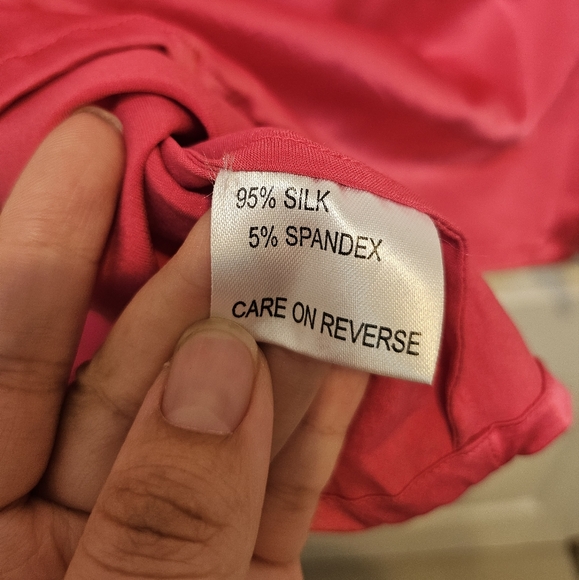 95% SILK
5% SPANDEX
CARE ON REVERSE